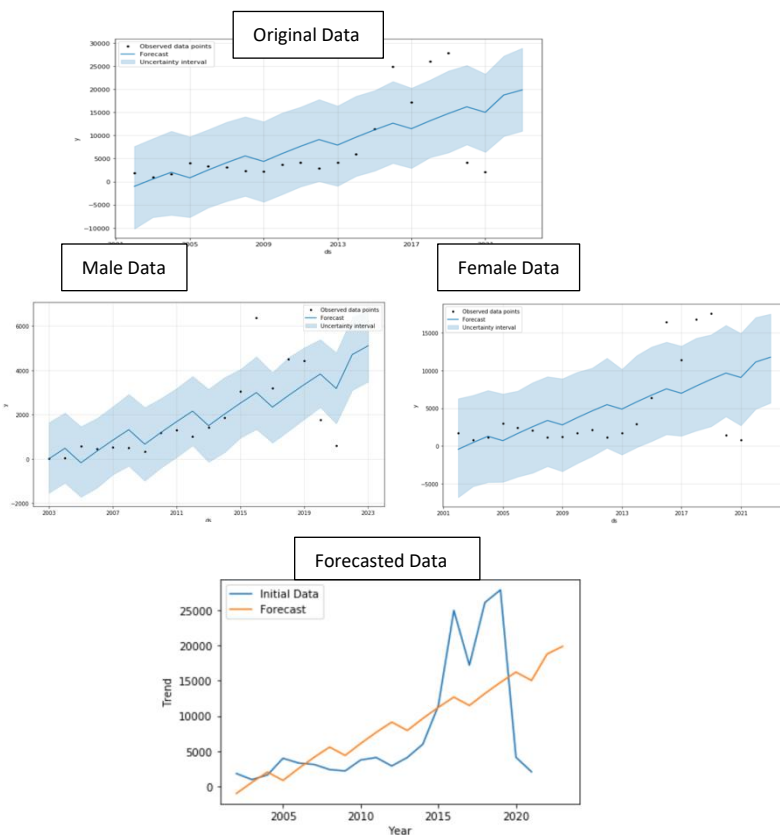 Original Data
Observed data points
Forecast
Uncertainty interval
30000
25000
20000
15000
10000
5000
0
−5000
−10000
y
2005
2009
2013
2017
ds
Male Data
Female Data
Observed data points
Forecast
Uncertainty interval
6000
4000
2000
0
−2000
y
2003
2007
2011
2015
2019
2023
ds
Observed data points
Forecast
Uncertainty interval
15000
10000
5000
0
−5000
y
2001
2005
2009
2013
2017
2021
ds
Forecasted Data
Initial Data
Forecast
25000
20000
15000
10000
5000
0
Trend
2005
2010
2015
2020
Year